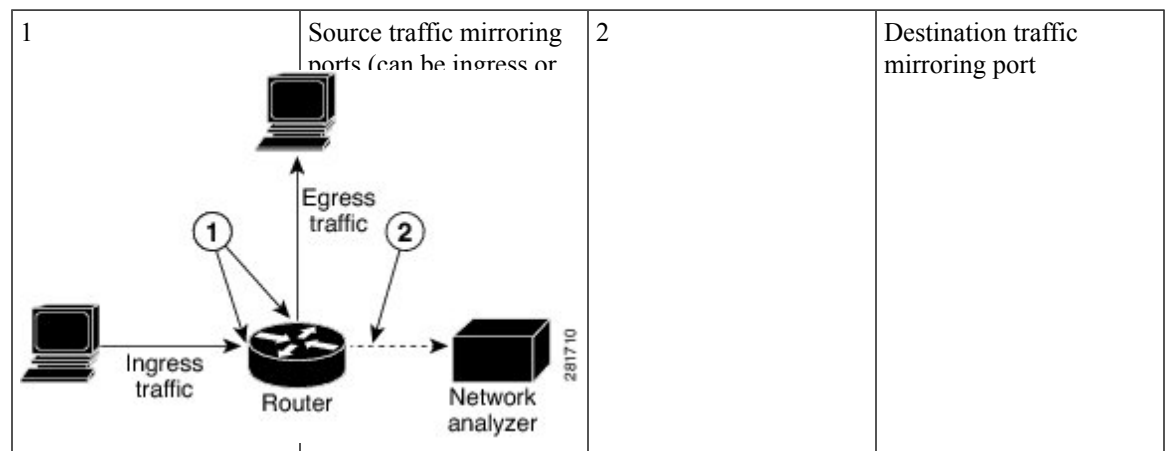 1
Source traffic mirroring
ports (can be ingress or
2
Destination traffic
mirroring port
Egress
traffic
1
2
Ingress
traffic
Router
Network
analyzer
281710